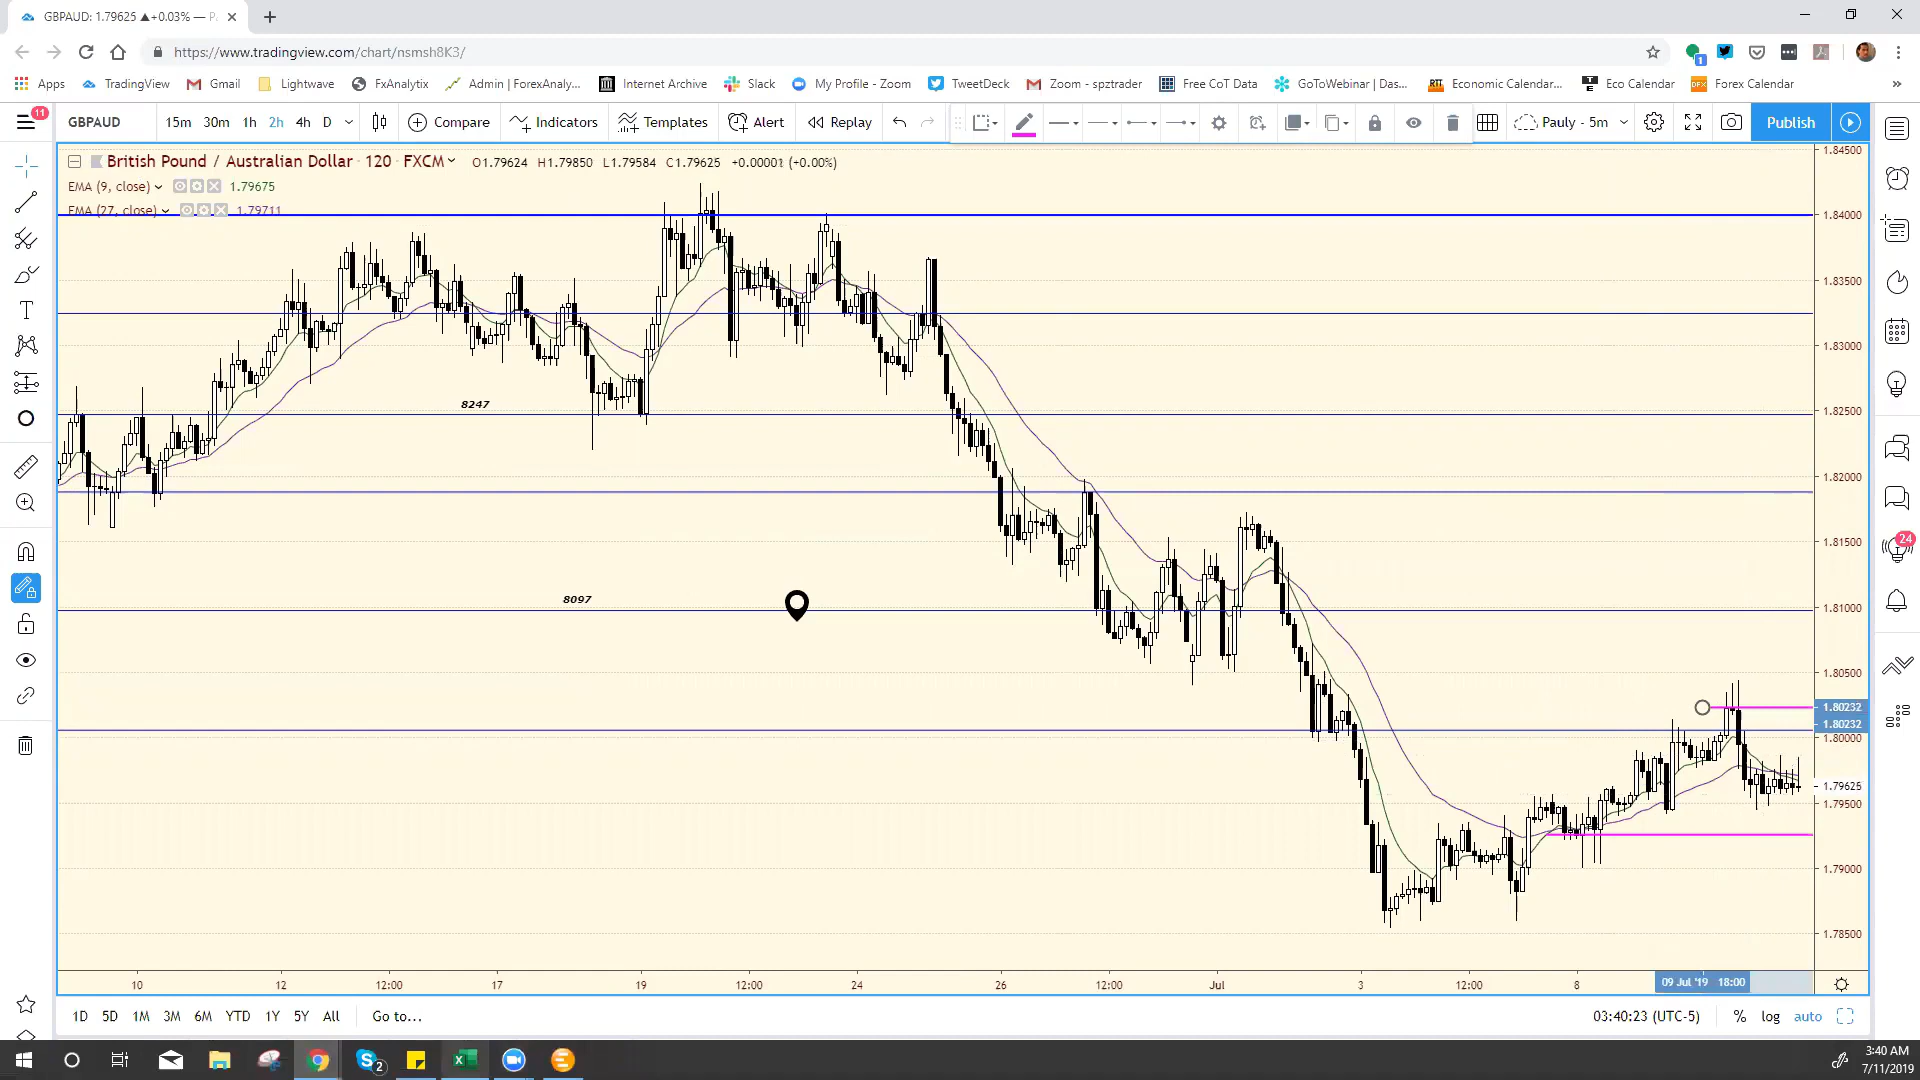 GBPAUD: 1.79625 ▲+0.03% —
https://www.tradingview.com/chart/nsmsh8K3/
1
Apps TradingView Gmail Lightwave FxAnalytix Admin | ForexAnaly... Internet Archive Slack My Profile - Zoom TweetDeck Zoom - spztrader Free CoT Data GoToWebinar | Das... Economic Calendar... Eco Calendar Forex Calendar »
11 GBPAUD 15m 30m 1h 2h 4h D Compare Indicators Templates Alert Replay Pauly - 5m Publish
British Pound / Australian Dollar · 120 · FXCM O1.79624 H1.79850 L1.79584 C1.79625 +0.00001 (+0.00%)
EMA (9, close) 1.79675
EMA (27, close) 1.79711
1.84500
1.84000
1.83500
1.83000
1.82500
1.82000
1.81500
1.81000
1.80500
1.80232
1.80232
1.80000
1.79625
1.79500
1.79000
1.78500
8247
8097
24
10 12 12:00 17 19 12:00 24 26 12:00 Jul 3 12:00 8 09 Jul '19 18:00
1D 5D 1M 3M 6M YTD 1Y 5Y All Go to... 03:40:23 (UTC-5) % log auto
2
3:40 AM
7/11/2019